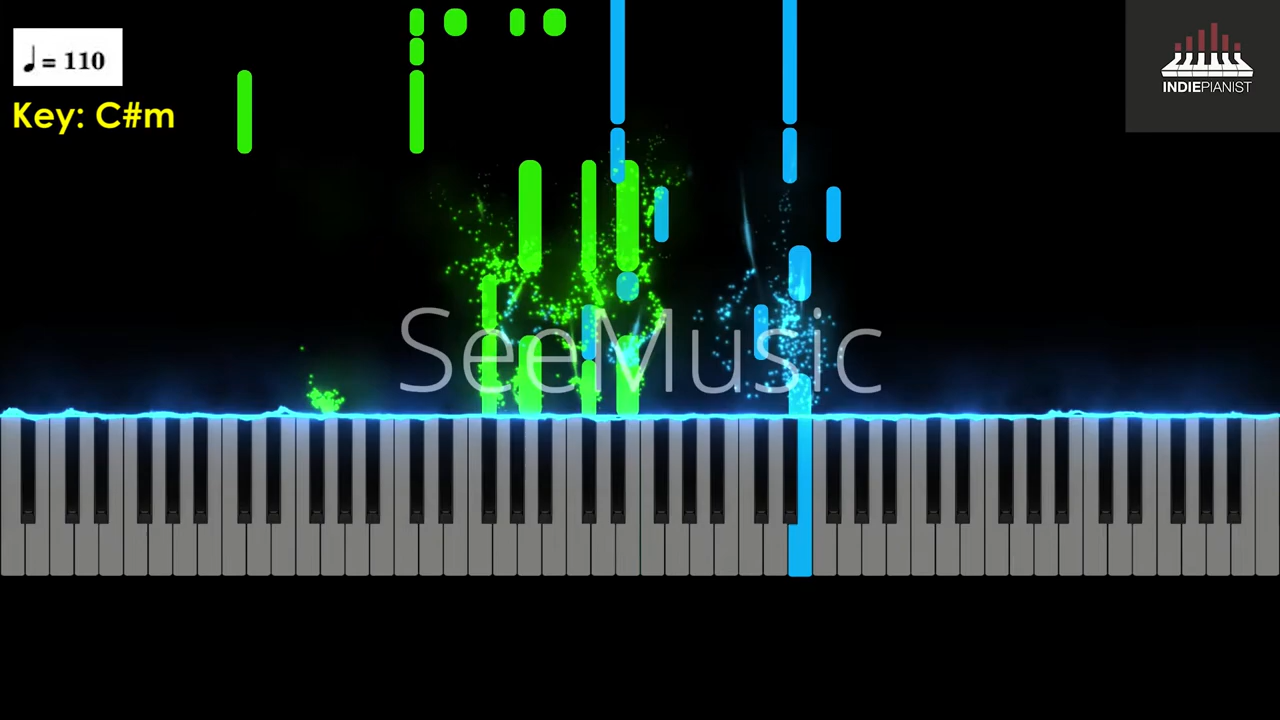 ♩ = 110
Key: C#m
INDIEPIANIST
SeeMusic